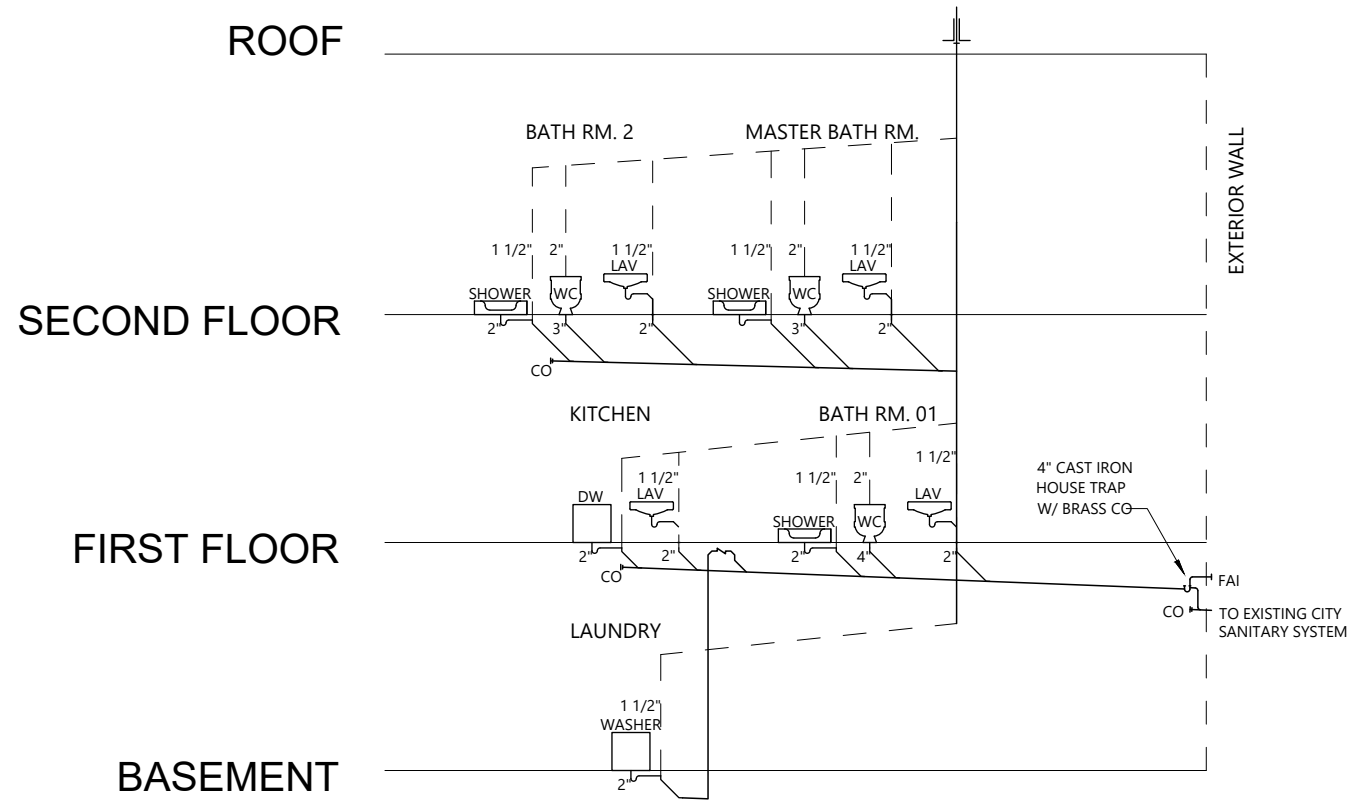 ROOF
BATH RM. 2
MASTER BATH RM.
EXTERIOR WALL
1 1/2"
2"
1 1/2"
1 1/2"
2"
1 1/2"
LAV
LAV
SHOWER
WC
SHOWER
WC
SECOND FLOOR
2"
3"
2"
2"
3"
2"
CO
KITCHEN
BATH RM. 01
1 1/2"
1 1/2"
1 1/2"
2"
4" CAST IRON
HOUSE TRAP
W/ BRASS CO
DW
LAV
LAV
SHOWER
WC
FIRST FLOOR
2"
2"
2"
4"
2"
CO
FAI
CO
TO EXISTING CITY
SANITARY SYSTEM
LAUNDRY
1 1/2"
WASHER
BASEMENT
2"